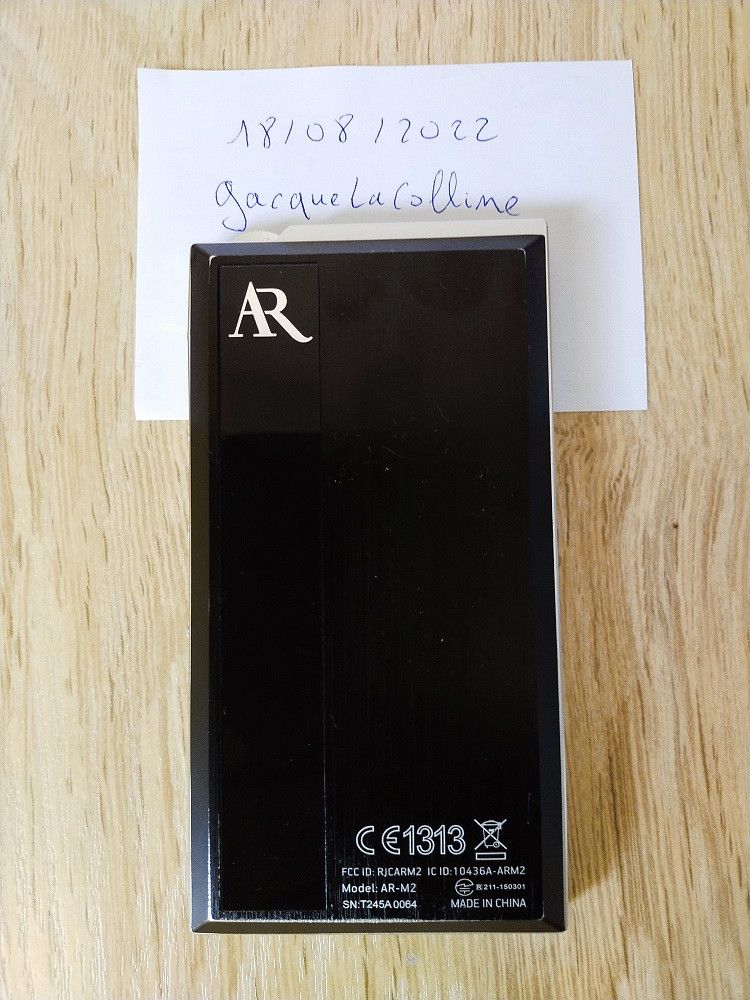 18/08/2022
gacqueLaColline
AR
CE1313
FCC ID: RJCARM2 IC ID:10436A-ARM2
Model: AR-M2 R 211-150301
SN:T245A0064 MADE IN CHINA